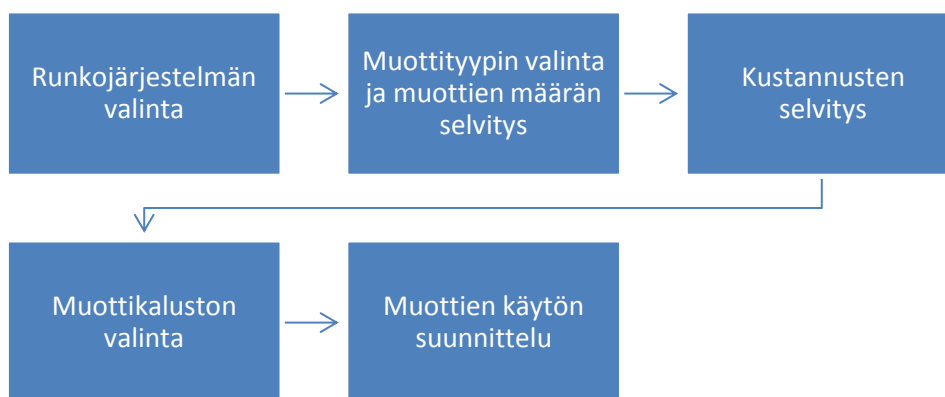 Runkojärjestelmän
valinta
Muottityypin valinta
ja muottien määrän
selvitys
Kustannusten
selvitys
Muottikaluston
valinta
Muottien käytön
suunnittelu